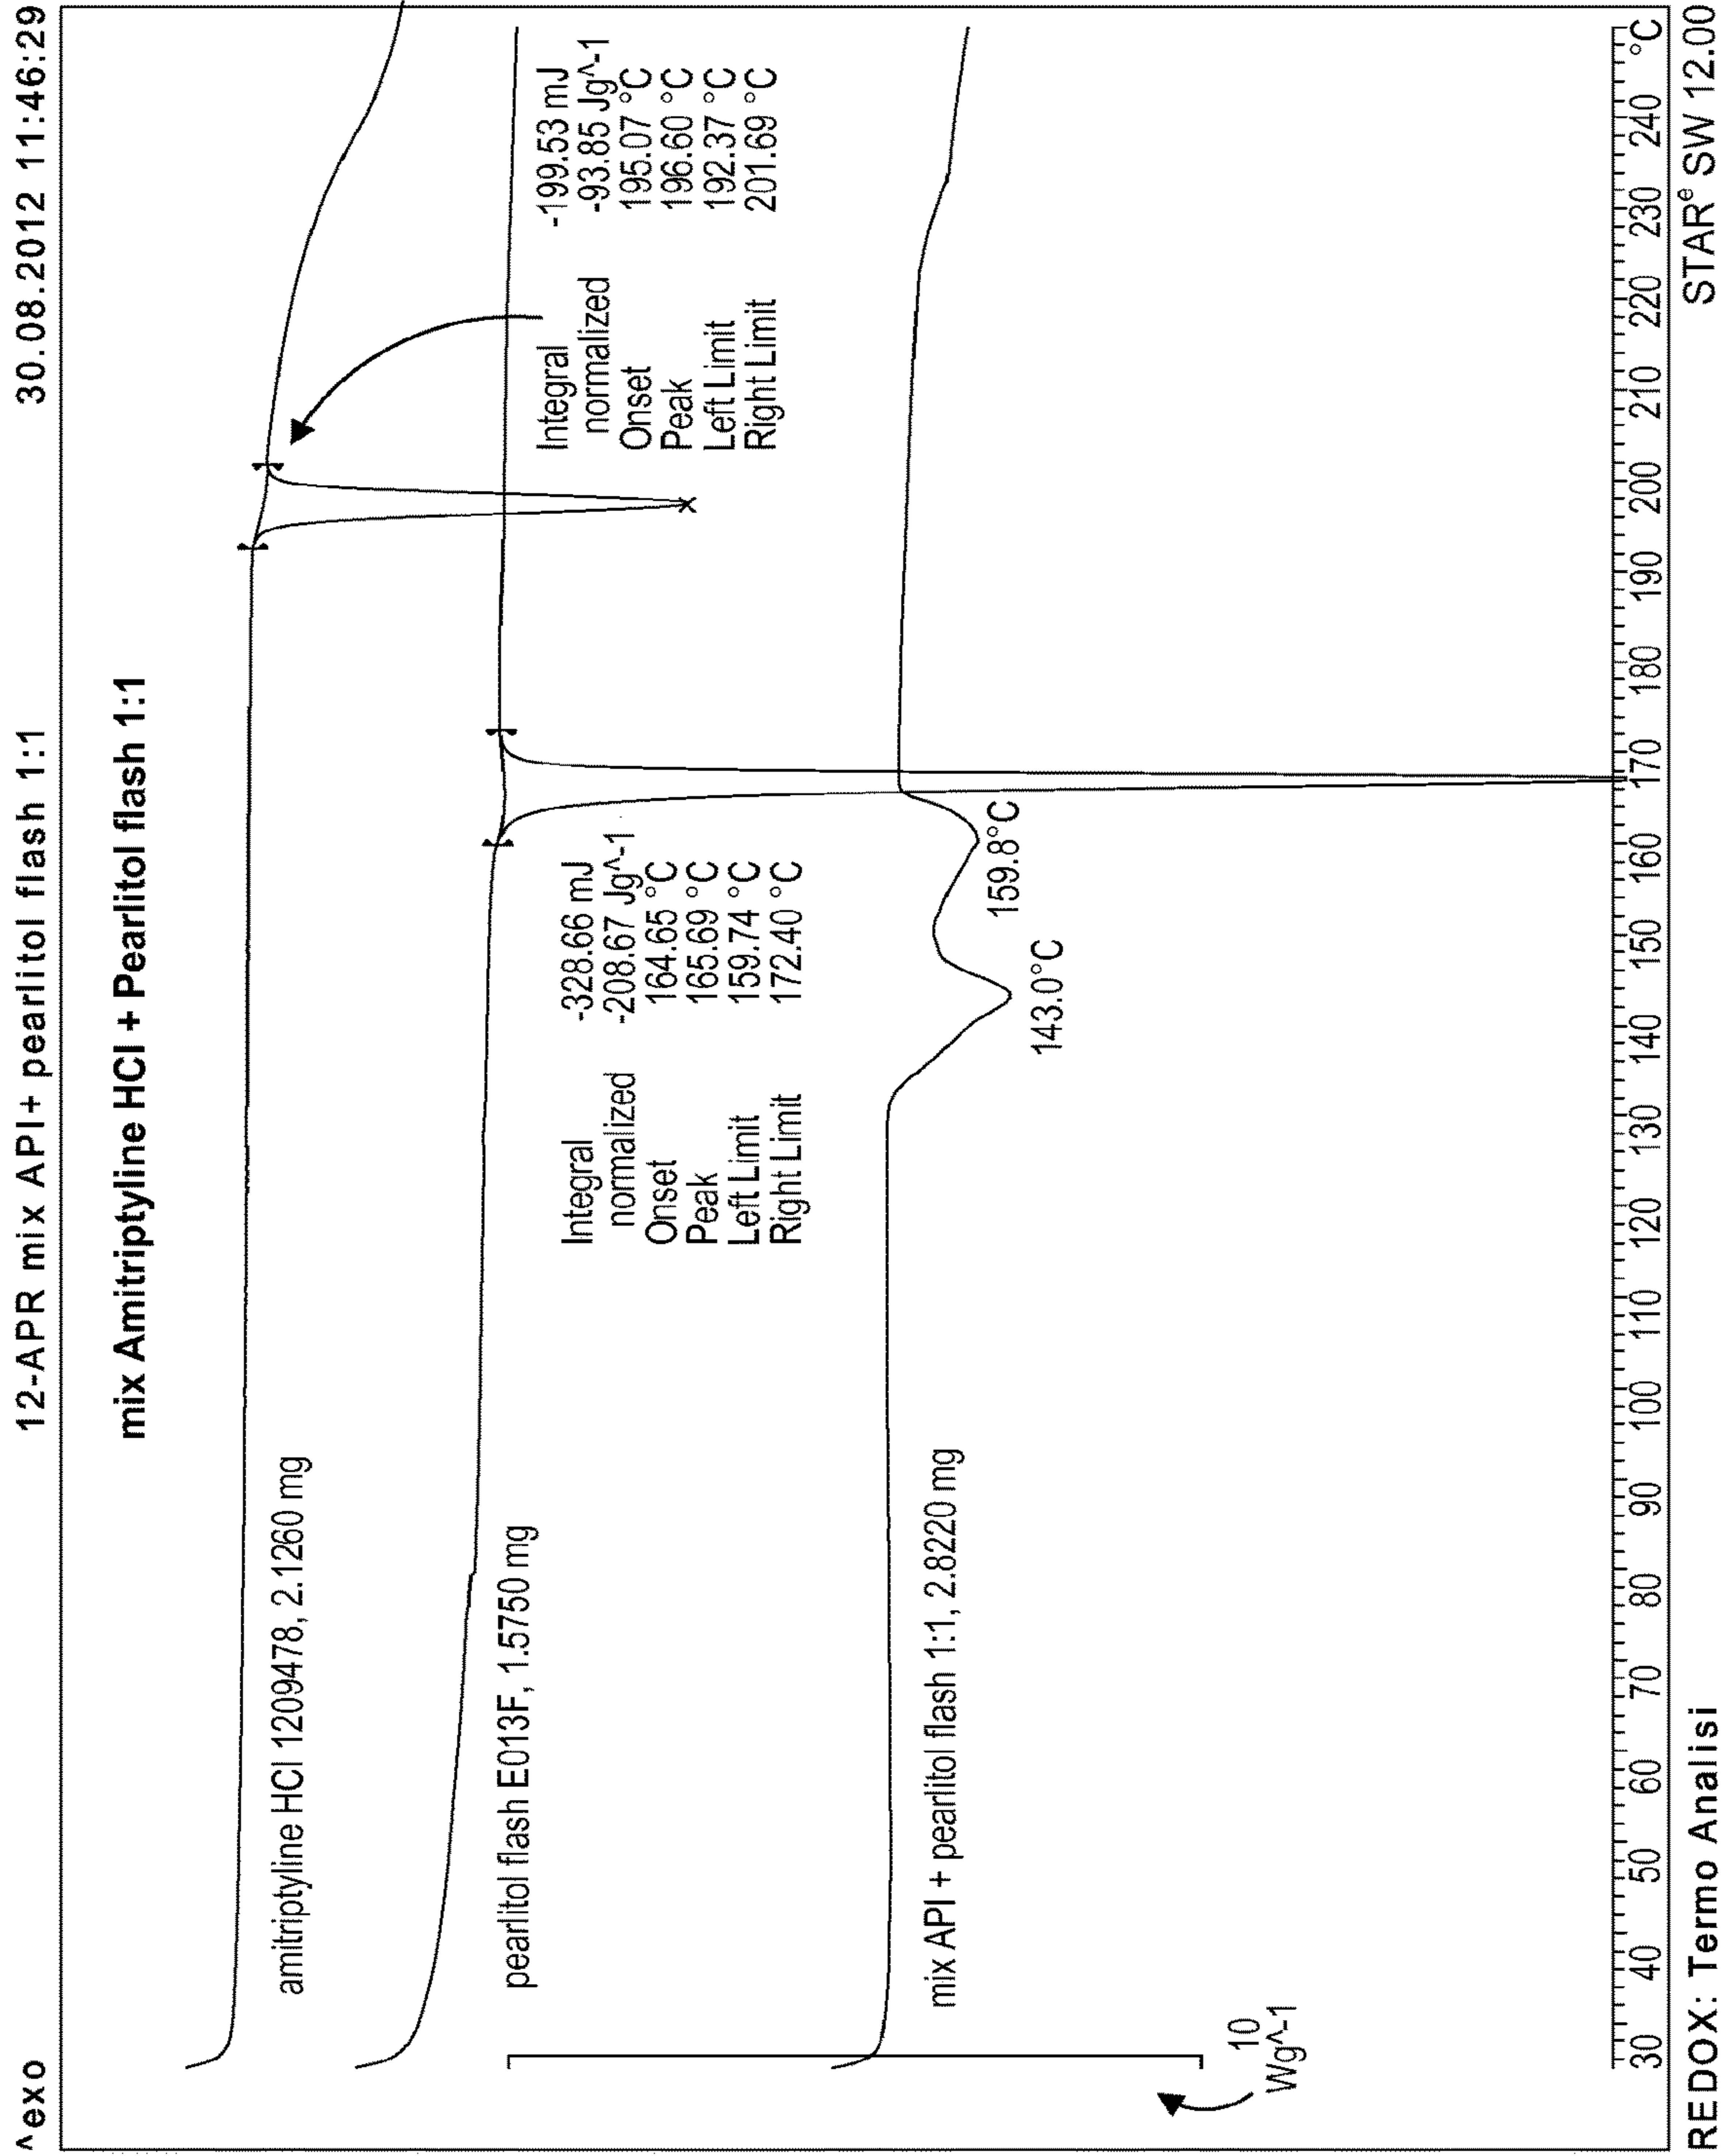 ^exo
12-APR mix API+ pearlitol flash 1:1
30.08.2012 11:46:29
mix Amitriptyline HCl + Pearlitol flash 1:1
amitriptyline HCl 1209478, 2.1260 mg
Integral -199.53 mJ
normalized -93.85 Jg^-1
Onset 195.07 °C
Peak 196.60 °C
Left Limit 192.37 °C
Right Limit 201.69 °C
pearlitol flash E013F, 1.5750 mg
Integral -328.66 mJ
normalized -208.67 Jg^-1
Onset 164.65 °C
Peak 165.69 °C
Left Limit 159.74 °C
Right Limit 172.40 °C
mix API + pearlitol flash 1:1, 2.8220 mg
143.0°C
159.8°C
10
Wg^-1
30 40 50 60 70 80 90 100 110 120 130 140 150 160 170 180 190 200 210 220 230 240 °C
REDOX: Termo Analisi
STARe SW 12.00